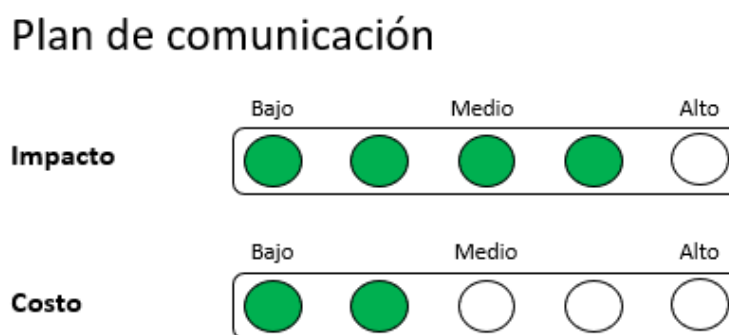 Plan de comunicación
Bajo Medio Alto
Impacto
Bajo Medio Alto
Costo